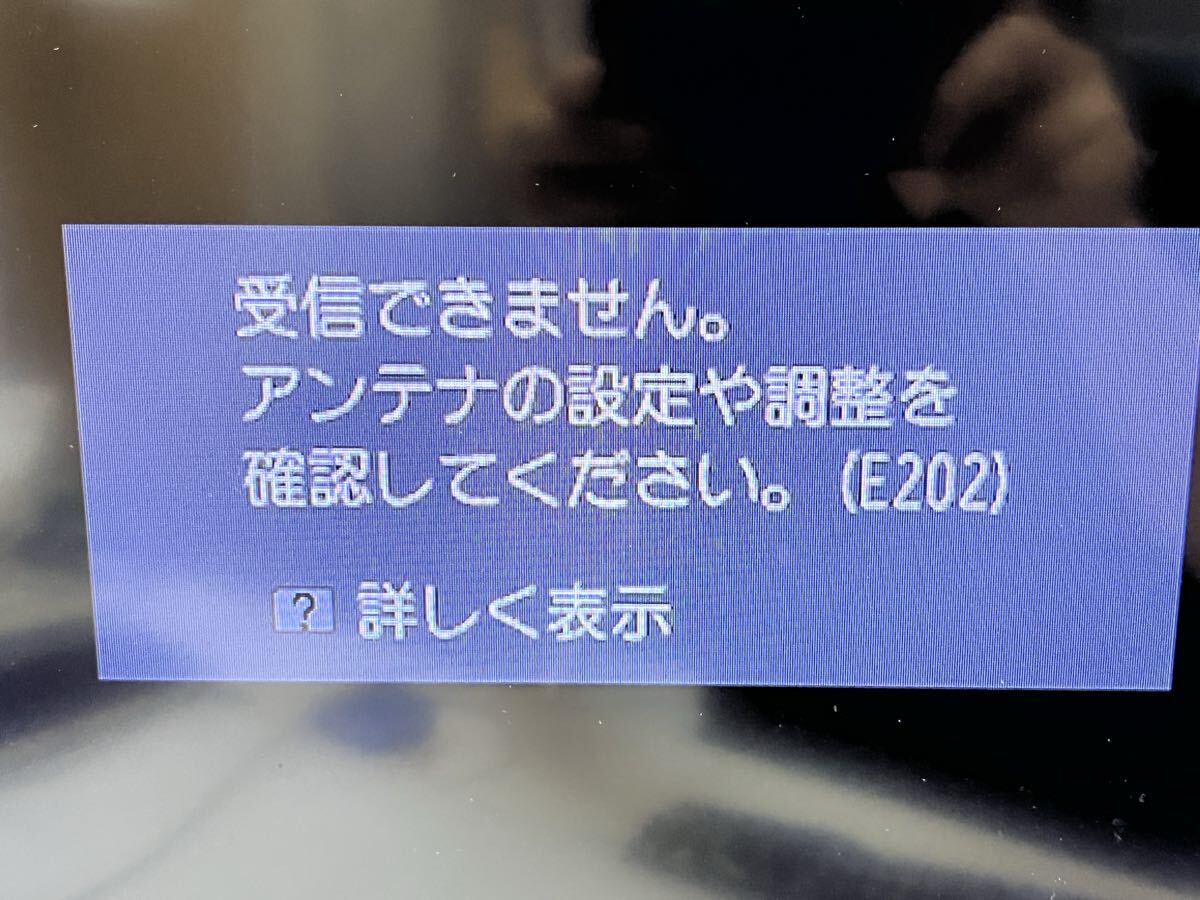 受信できません。
アンテナの設定や調整を
確認してください。(E202)
? 詳しく表示